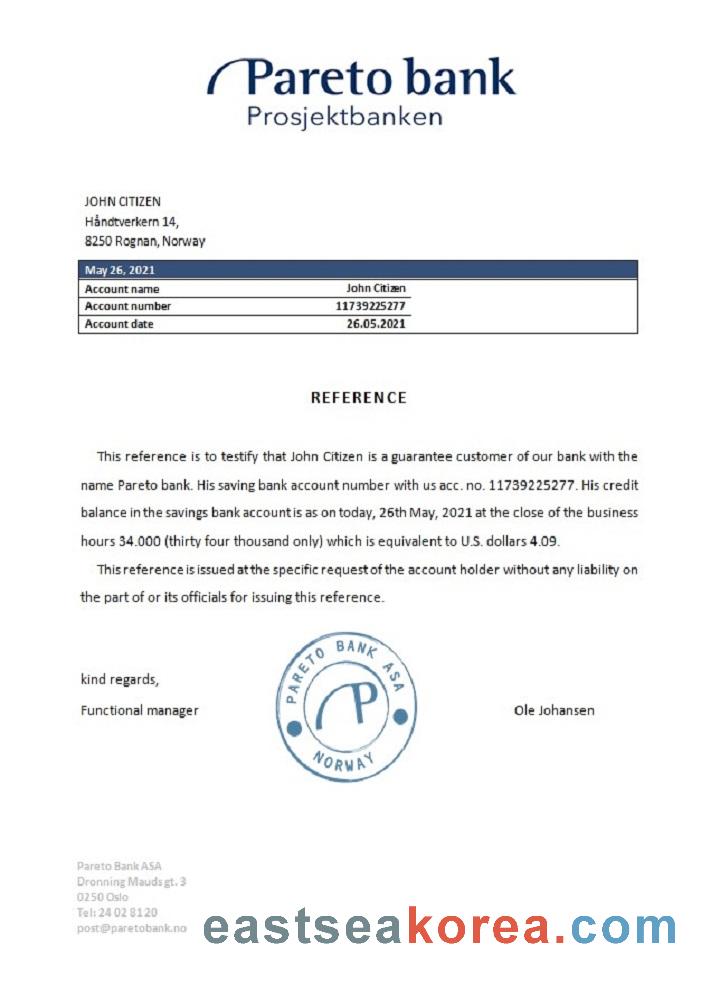 Pareto bank
Prosjektbanken
JOHN CITIZEN
Håndtverkern 14,
8250 Rognan, Norway
May 26, 2021
Account name John Citizen
Account number 11739225277
Account date 26.05.2021
REFERENCE
This reference is to testify that John Citizen is a guarantee customer of our bank with the
name Pareto bank. His saving bank account number with us acc. no. 11739225277. His credit
balance in the savings bank account is as on today, 26th May, 2021 at the close of the business
hours 34.000 (thirty four thousand only) which is equivalent to U.S. dollars 4.09.
This reference is issued at the specific request of the account holder without any liability on
the part of or its officials for issuing this reference.
PARETO BANK ASA
P
NORWAY
kind regards,
Functional manager Ole Johansen
Pareto Bank ASA
Dronning Maudsgt. 3
0250 Oslo
Tel: 24 02 8120
post@paretobank.no
eastseakorea.com